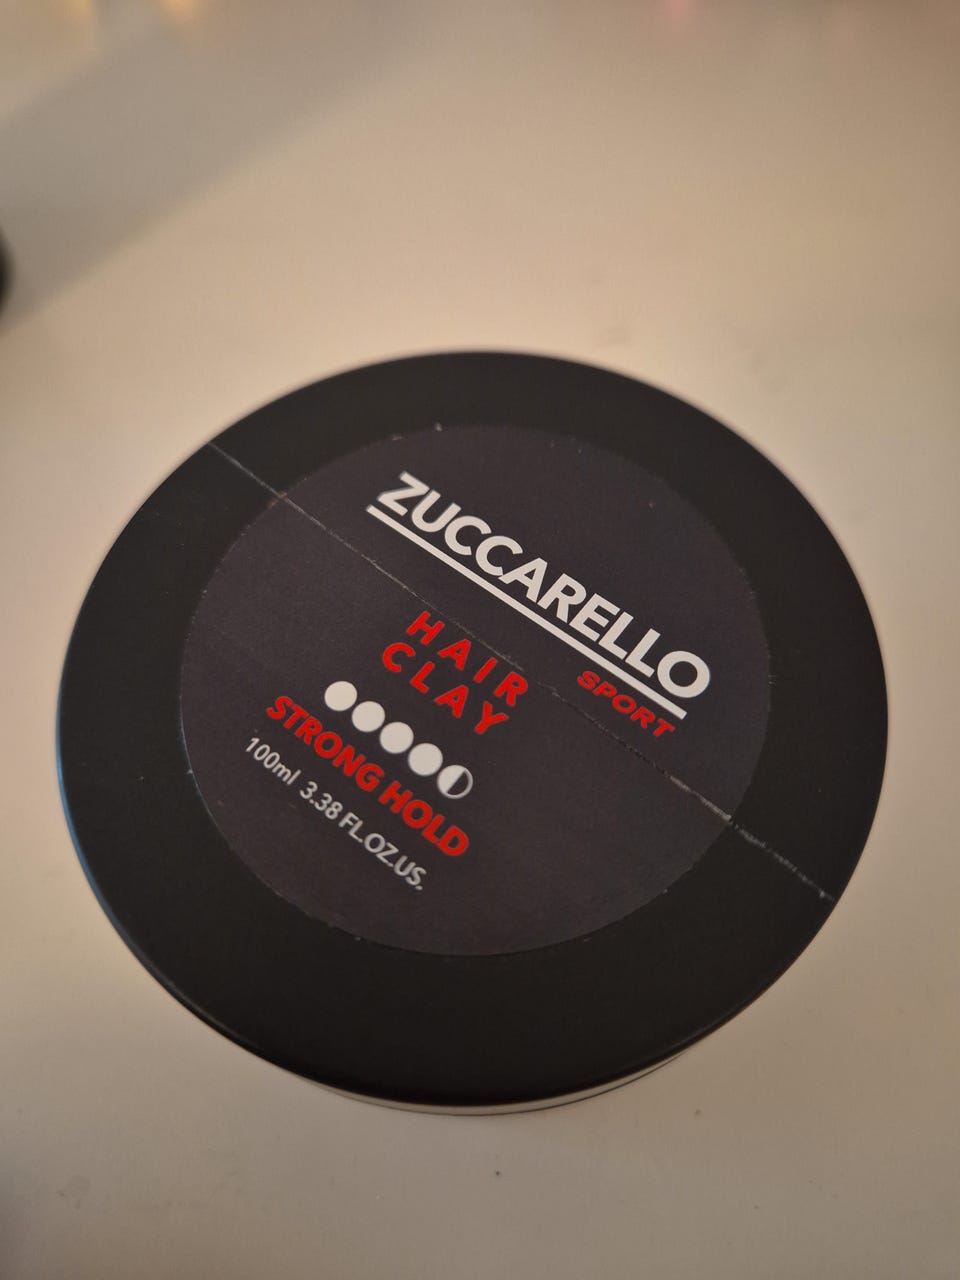 ZUCCARELLO
SPORT
HAIR
CLAY
STRONG HOLD
100ml 3.38 FL.OZ.US.